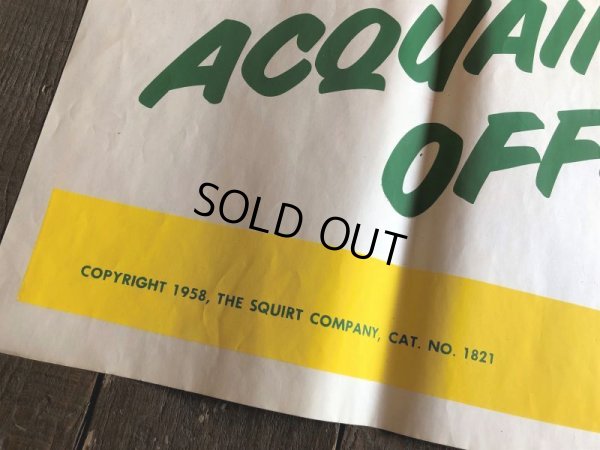 ACQUAI
OFF
SOLD OUT
COPYRIGHT 1958, THE SQUIRT COMPANY, CAT. NO. 1821